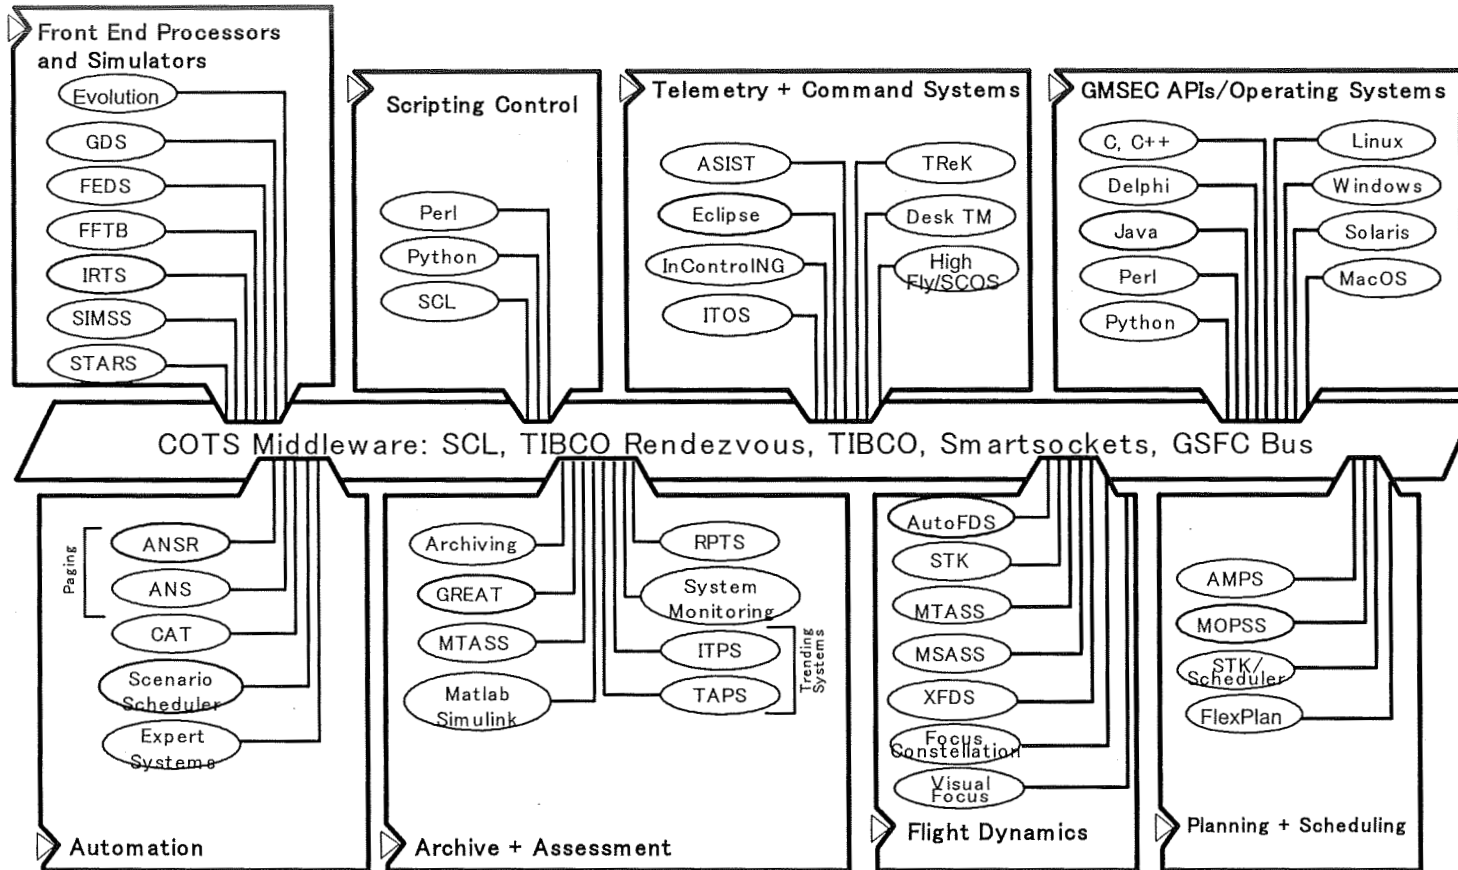 Front End Processors
and Simulators
Evolution
GDS
FEDS
FFTB
IRTS
SIMSS
STARS
Scripting Control
Perl
Python
SCL
Telemetry + Command Systems
ASIST
Eclipse
InControlNG
ITOS
TReK
Desk TM
High
Fly/SCOS
GMSEC APIs/Operating Systems
C, C++
Delphi
Java
Perl
Python
Linux
Windows
Solaris
MacOS
COTS Middleware: SCL, TIBCO Rendezvous, TIBCO, Smartsockets, GSFC Bus
Paging
ANSR
ANS
CAT
Scenario
Scheduler
Expert
Systems
Automation
Archiving
GREAT
MTASS
Matlab
Simulink
RPTS
System
Monitoring
ITPS
TAPS
Trending
Systems
Archive + Assessment
AutoFDS
STK
MTASS
MSASS
XFDS
Focus
Constellation
Visual
Focus
Flight Dynamics
AMPS
MOPSS
STK/
Scheduler
FlexPlan
Planning + Scheduling